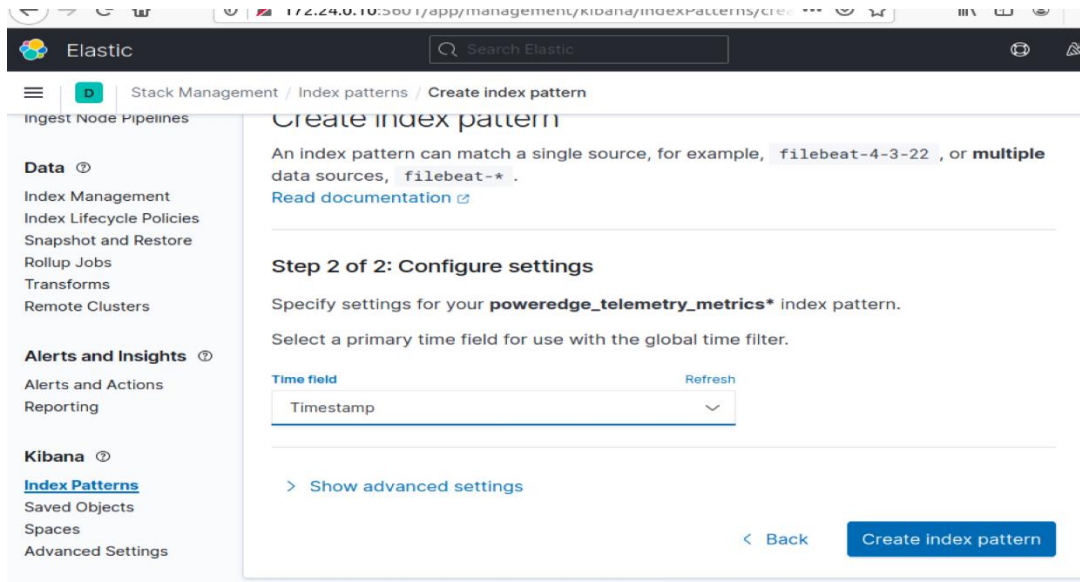 172.24.0.10:5601/app/management/kibana/indexPatterns/crea ...
Elastic
Search Elastic
D Stack Management / Index patterns / Create index pattern
Ingest Node Pipelines
Data
Index Management
Index Lifecycle Policies
Snapshot and Restore
Rollup Jobs
Transforms
Remote Clusters
Alerts and Insights
Alerts and Actions
Reporting
Kibana
Index Patterns
Saved Objects
Spaces
Advanced Settings
Create index pattern
An index pattern can match a single source, for example, filebeat-4-3-22 , or multiple
data sources, filebeat-* .
Read documentation
Step 2 of 2: Configure settings
Specify settings for your poweredge_telemetry_metrics* index pattern.
Select a primary time field for use with the global time filter.
Time field Refresh
Timestamp
> Show advanced settings
< Back Create index pattern